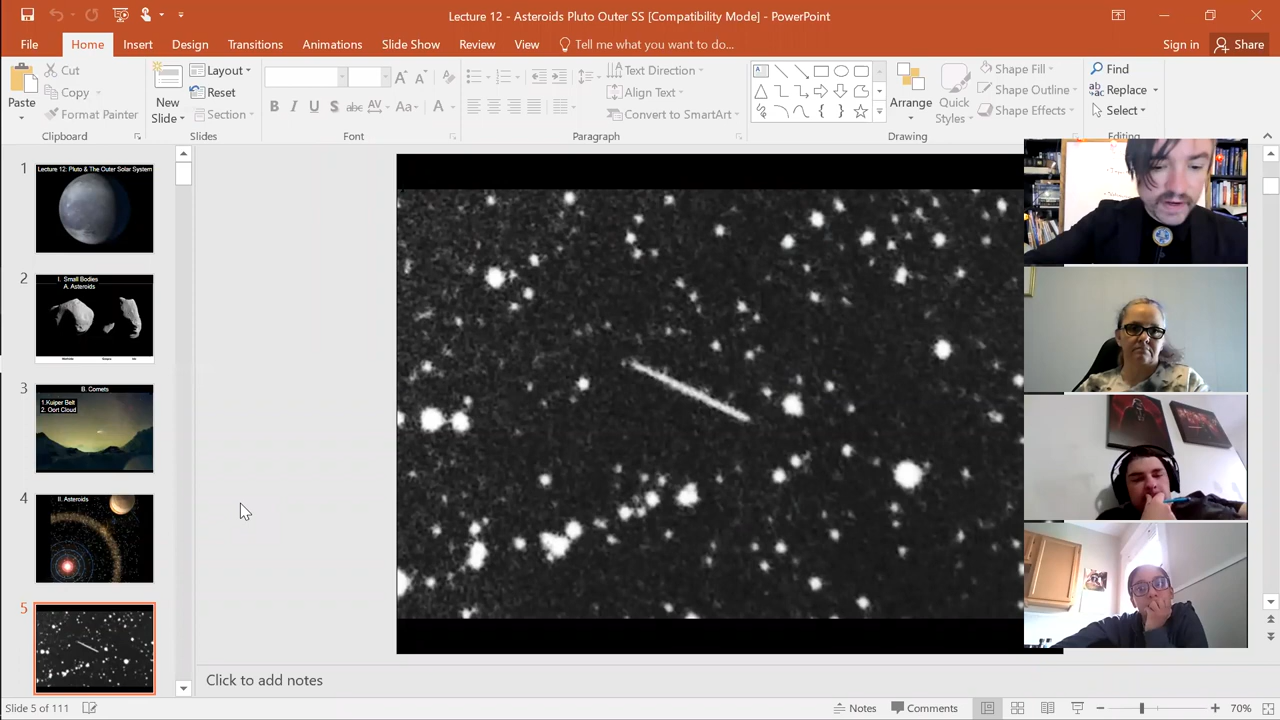 Lecture 12 - Asteroids Pluto Outer SS [Compatibility Mode] - PowerPoint
File
Home
Insert
Design
Transitions
Animations
Slide Show
Review
View
Tell me what you want to do...
Sign in
Share
Paste
Cut
Copy
Format Painter
Clipboard
New
Slide
Layout
Reset
Section
Slides
B I U S abc AV Aa A
Font
Text Direction
Align Text
Convert to SmartArt
Paragraph
Arrange
Quick
Styles
Shape Fill
Shape Outline
Shape Effects
Drawing
Find
Replace
Select
Editing
1
Lecture 12: Pluto & The Outer Solar System
2
I. Small Bodies
A. Asteroids
3
B. Comets
1.Kuiper Belt
2. Oort Cloud
4
II. Asteroids
5
Click to add notes
Slide 5 of 111
Notes
Comments
70%